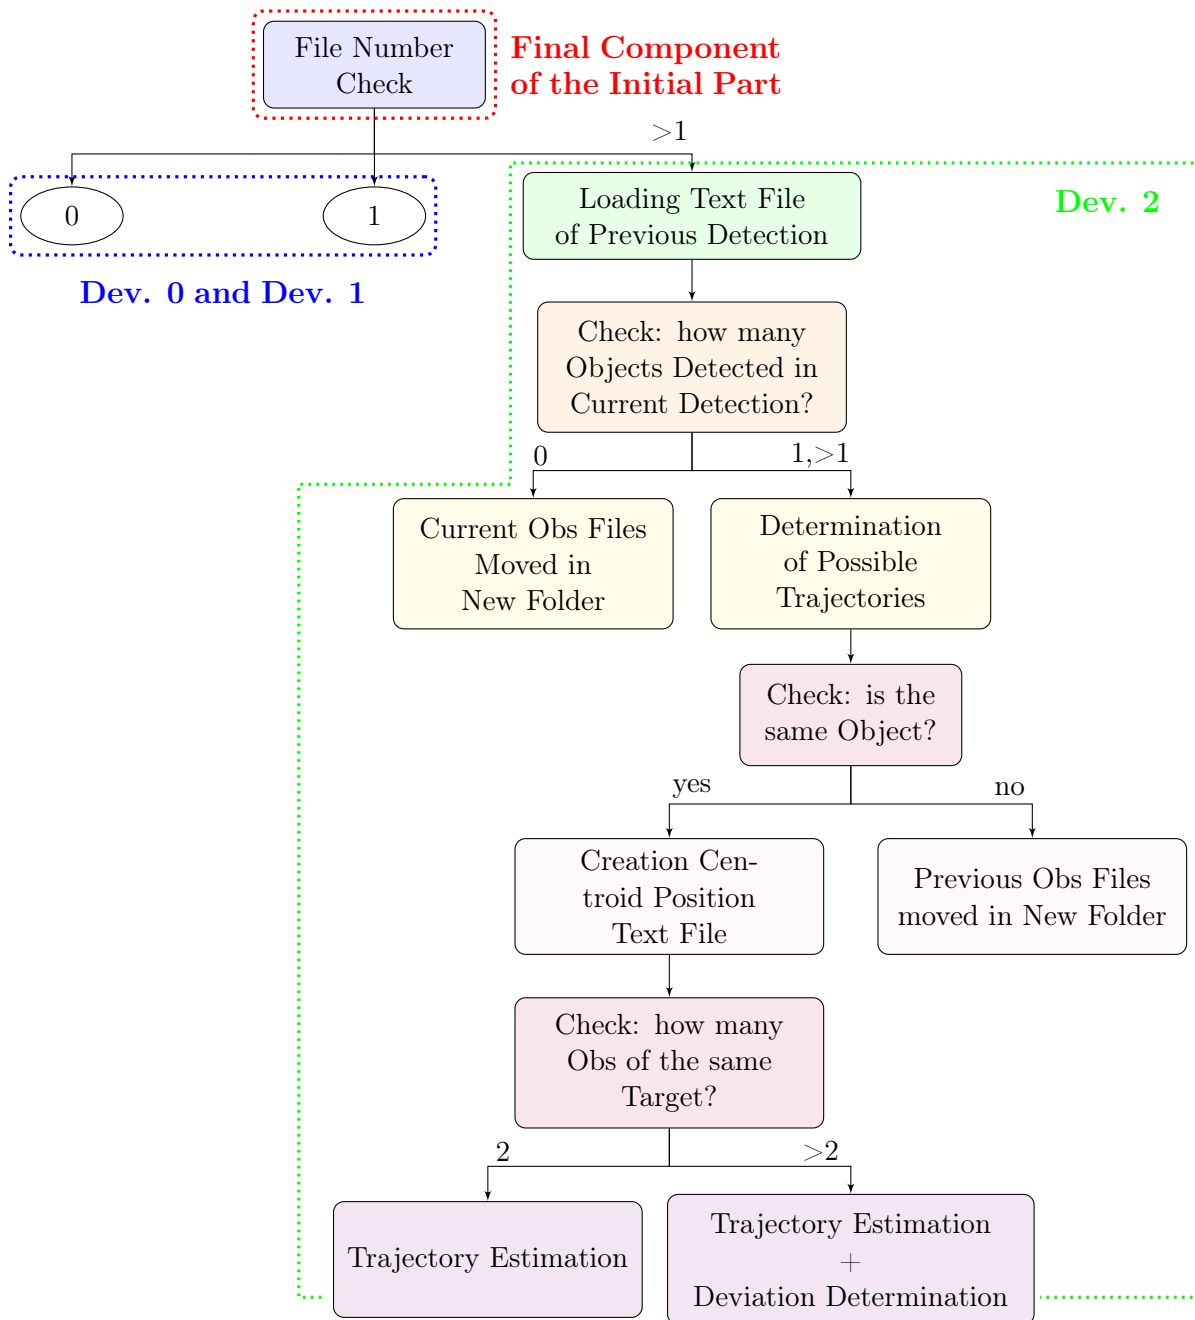 File Number
Check
Final Component
of the Initial Part
>1
0
1
Dev. 0 and Dev. 1
Loading Text File
of Previous Detection
Dev. 2
Check: how many
Objects Detected in
Current Detection?
0
1,>1
Current Obs Files
Moved in
New Folder
Determination
of Possible
Trajectories
Check: is the
same Object?
yes
no
Creation Cen-
troid Position
Text File
Previous Obs Files
moved in New Folder
Check: how many
Obs of the same
Target?
2
>2
Trajectory Estimation
Trajectory Estimation
+
Deviation Determination